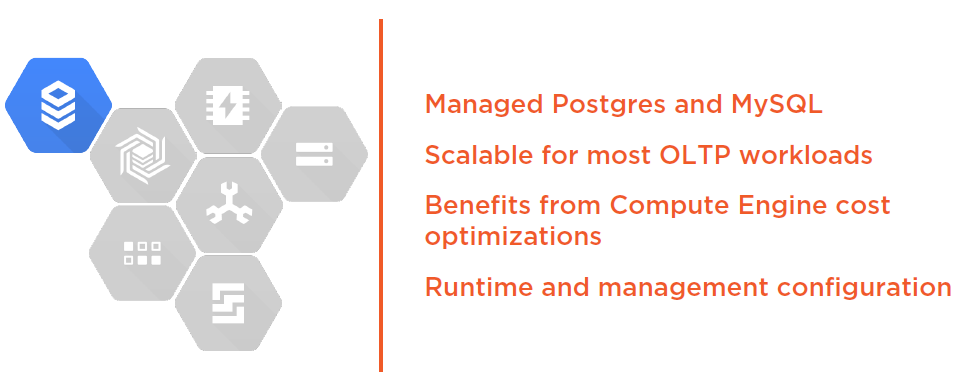 Managed Postgres and MySQL
Scalable for most OLTP workloads
Benefits from Compute Engine cost
optimizations
Runtime and management configuration